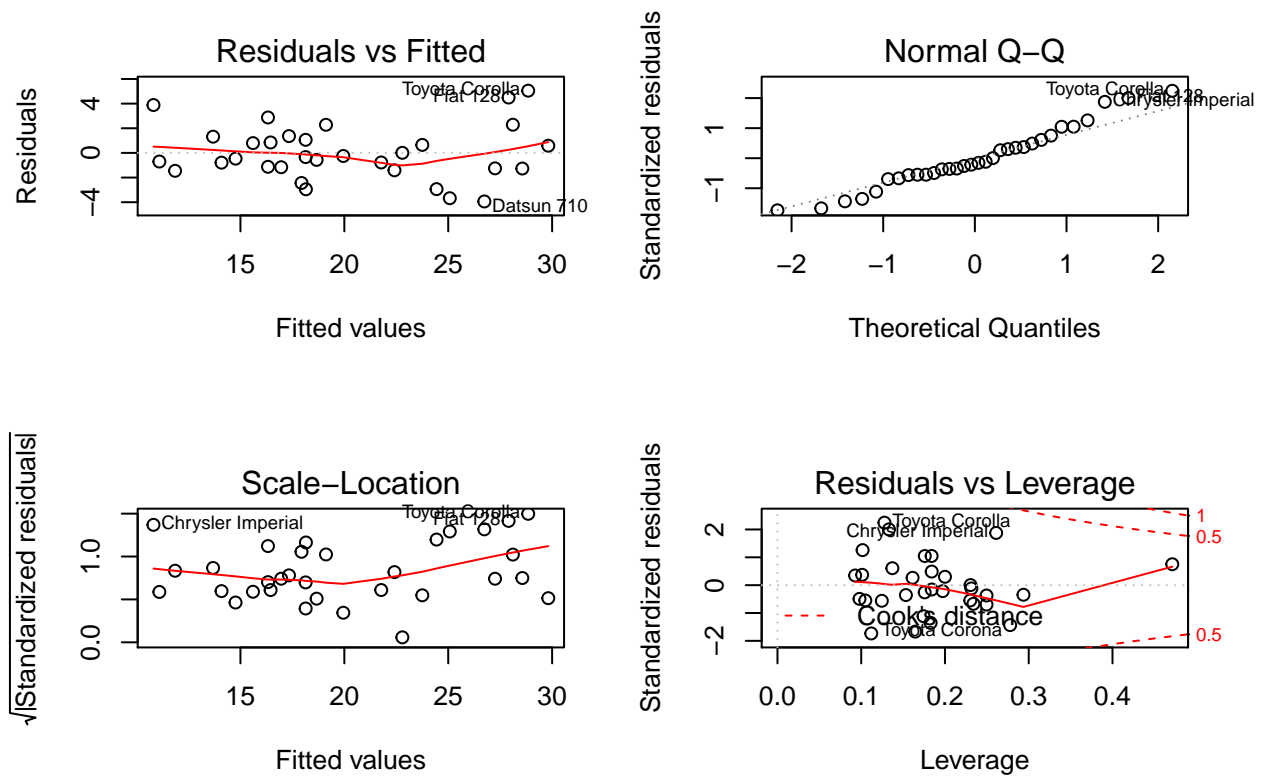 Residuals vs Fitted
Residuals
−4
0
4
Toyota Corolla
Fiat 128
Datsun 710
15
20
25
30
Fitted values
Normal Q−Q
Standardized residuals
−1
1
Toyota Corolla
Fiat 128
Chrysler Imperial
−2
−1
0
1
2
Theoretical Quantiles
Scale−Location
√|Standardized residuals|
0.0
1.0
Chrysler Imperial
Toyota Corolla
Fiat 128
15
20
25
30
Fitted values
Residuals vs Leverage
Standardized residuals
−2
0
2
Toyota Corolla
Chrysler Imperial
Cook's distance
Toyota Corona
1
0.5
0.5
0.0
0.1
0.2
0.3
0.4
Leverage